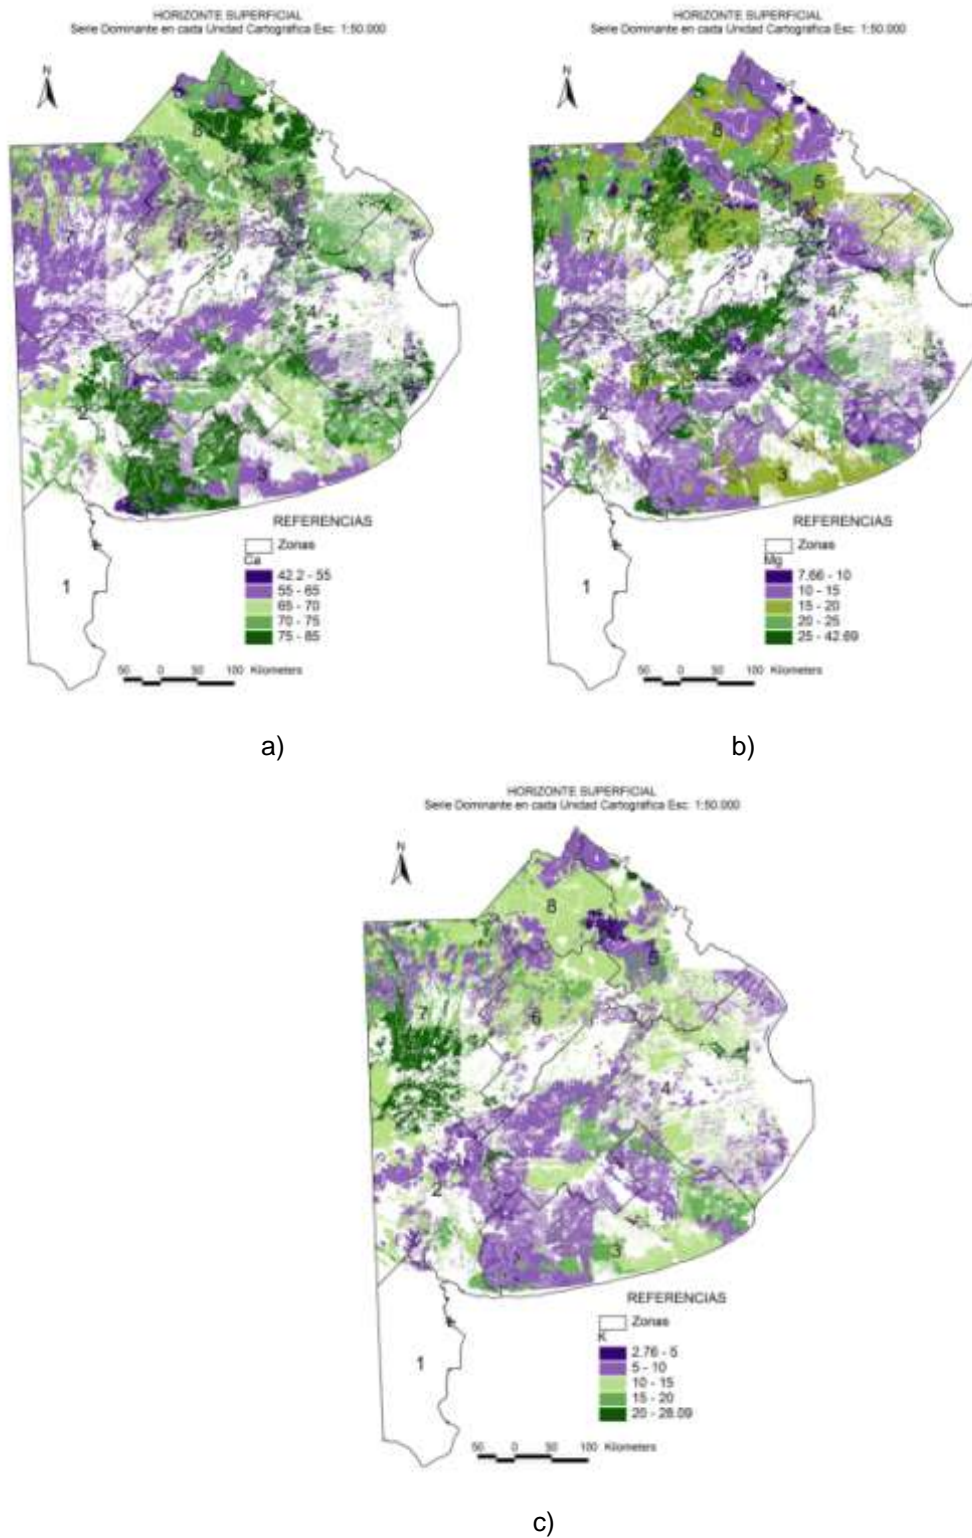 HORIZONTE SUPERFICIAL
Serie Dominante en cada Unidad Cartográfica Esc: 1:50.000
N
8
5
7
6
4
2
3
1
REFERENCIAS
Zonas
Ca
42.2 - 55
55 - 65
65 - 70
70 - 75
75 - 85
50 0 50 100 Kilometers
a)
HORIZONTE SUPERFICIAL
Serie Dominante en cada Unidad Cartográfica Esc: 1:50.000
N
8
5
7
6
4
2
3
1
REFERENCIAS
Zonas
Mg
7.66 - 10
10 - 15
15 - 20
20 - 25
25 - 42.69
50 0 50 100 Kilometers
b)
HORIZONTE SUPERFICIAL
Serie Dominante en cada Unidad Cartográfica Esc: 1:50.000
N
8
5
7
6
4
2
3
1
REFERENCIAS
Zonas
K
2.76 - 5
5 - 10
10 - 15
15 - 20
20 - 28.09
50 0 50 100 Kilometers
c)